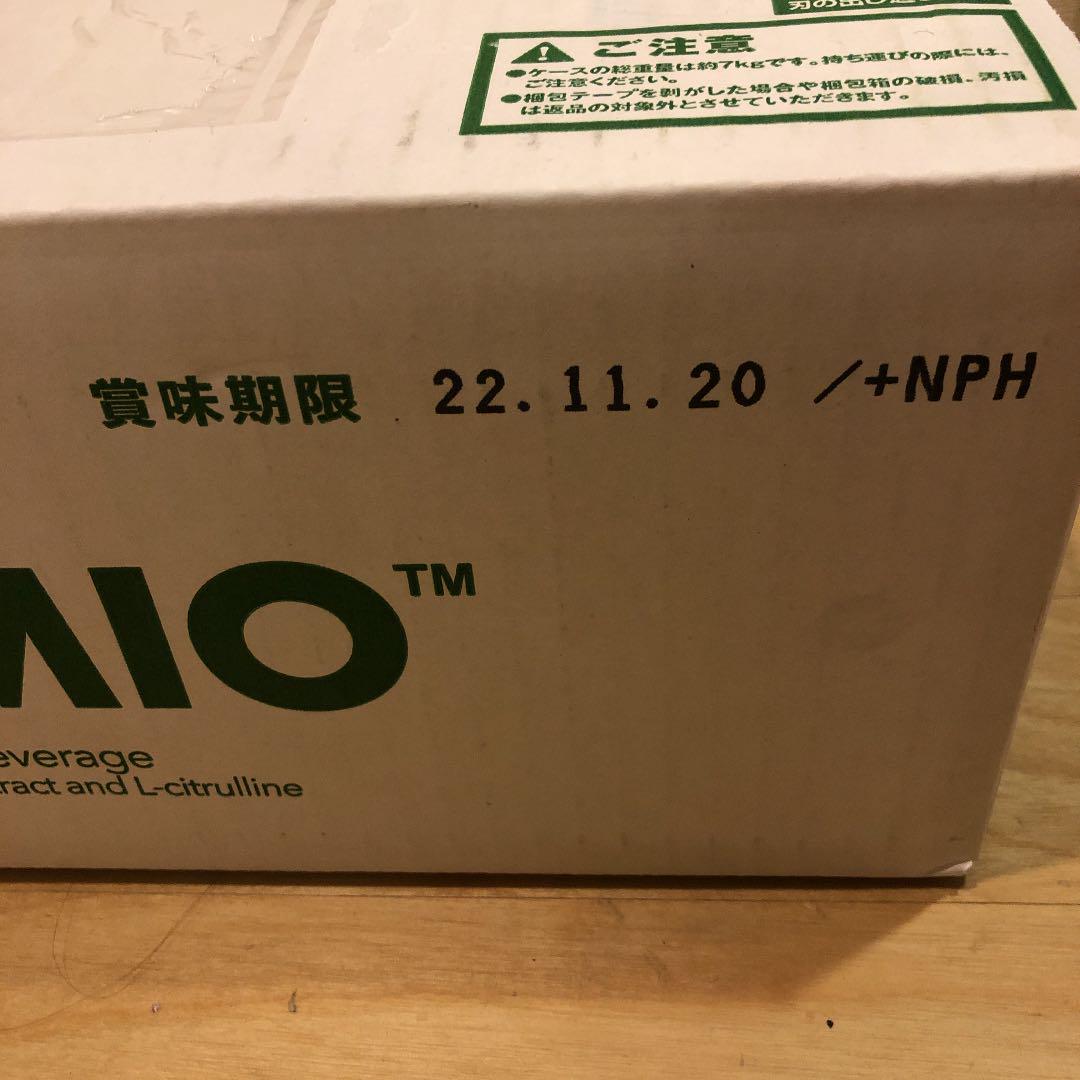 ご注意
●ケースの総重量は約7kgです。持ち運びの際には、
ご注意ください。
●梱包テープを剥がした場合や梱包箱の破損、汚損
は返品の対象外とさせていただきます。
賞味期限 22.11.20 /+NPH
MIO™
everage
tract and L-citrulline